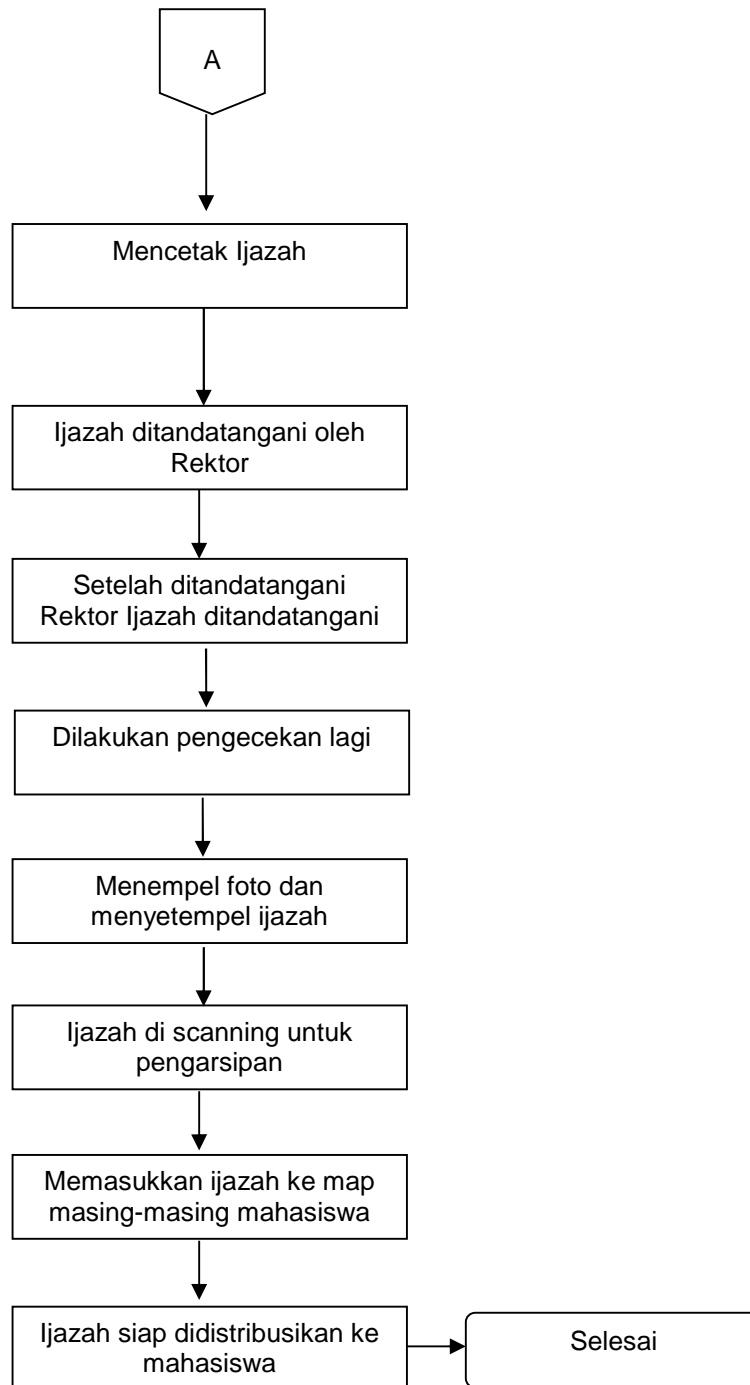 A
Mencetak Ijazah
Ijazah ditandatangani oleh
Rektor
Setelah ditandatangani
Rektor Ijazah ditandatangani
Dilakukan pengecekan lagi
Menempel foto dan
menyetempel ijazah
Ijazah di scanning untuk
pengarsipan
Memasukkan ijazah ke map
masing-masing mahasiswa
Ijazah siap didistribusikan ke
mahasiswa
Selesai